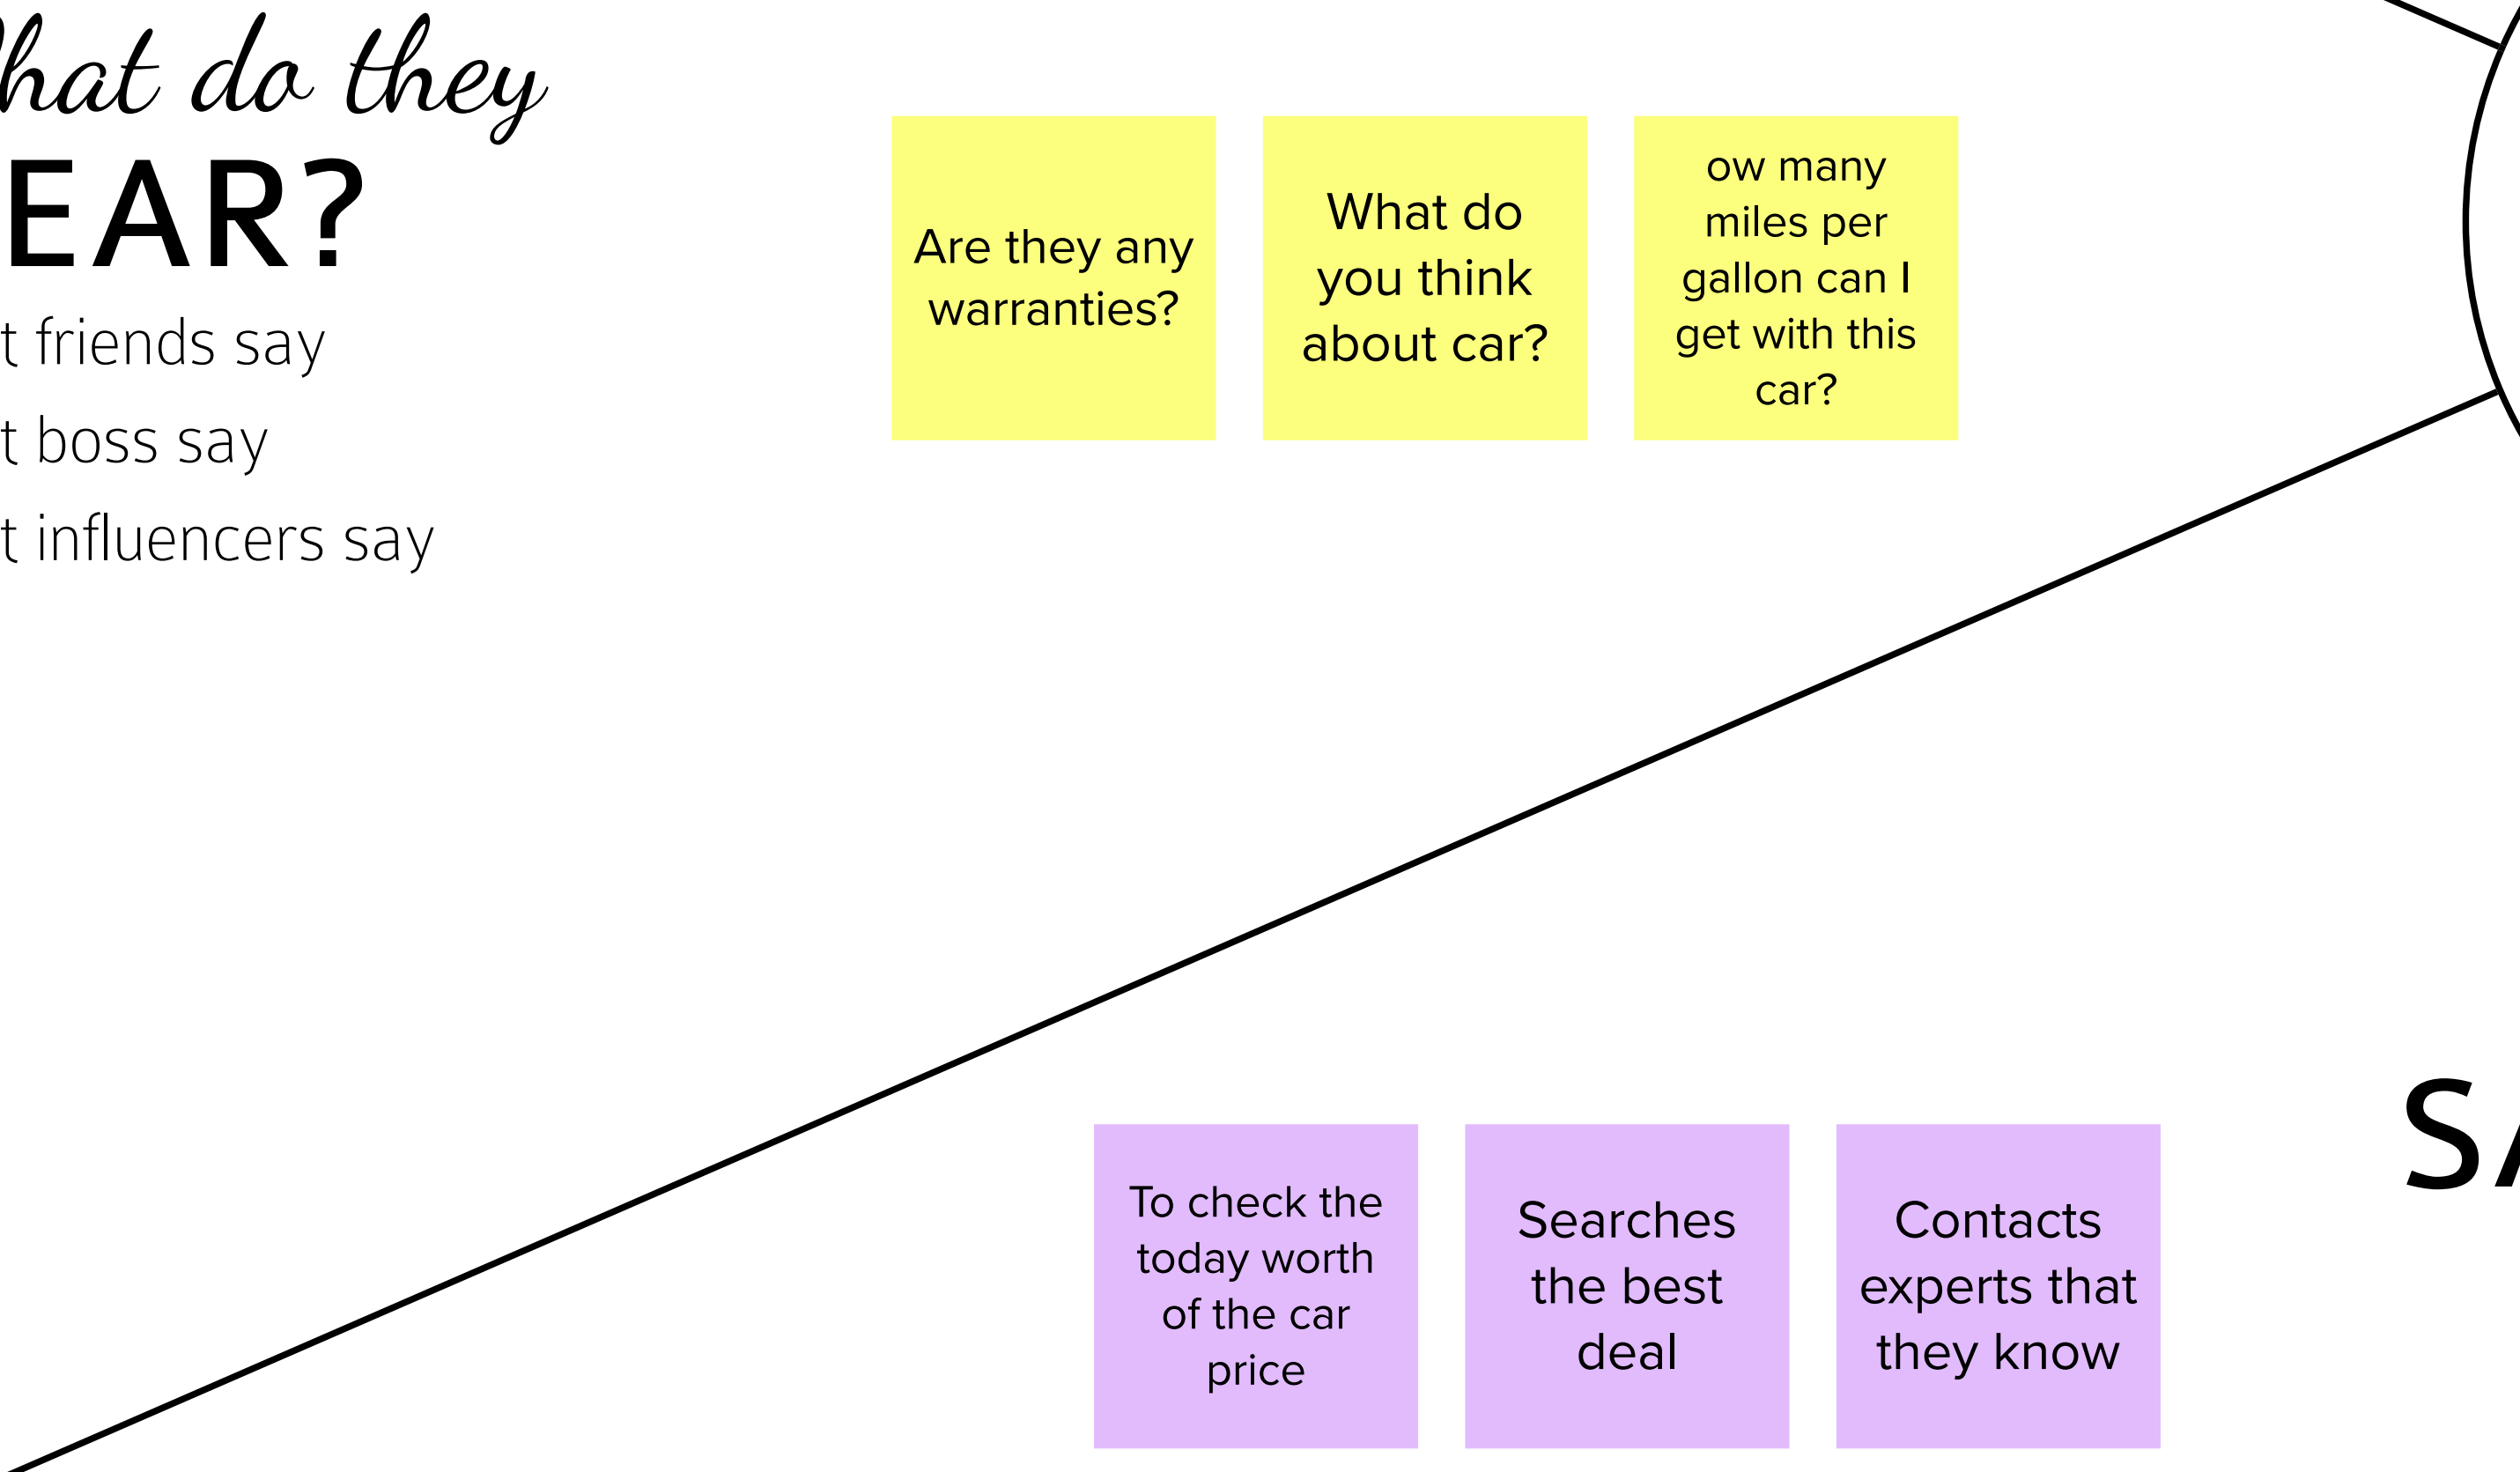 hat do they
EAR?
t friends say
t boss say
t influencers say
Are they any
warranties?
What do
you think
about car?
ow many
miles per
gallon can I
get with this
car?
To check the
today worth
of the car
price
Searches
the best
deal
Contacts
experts that
they know
SA